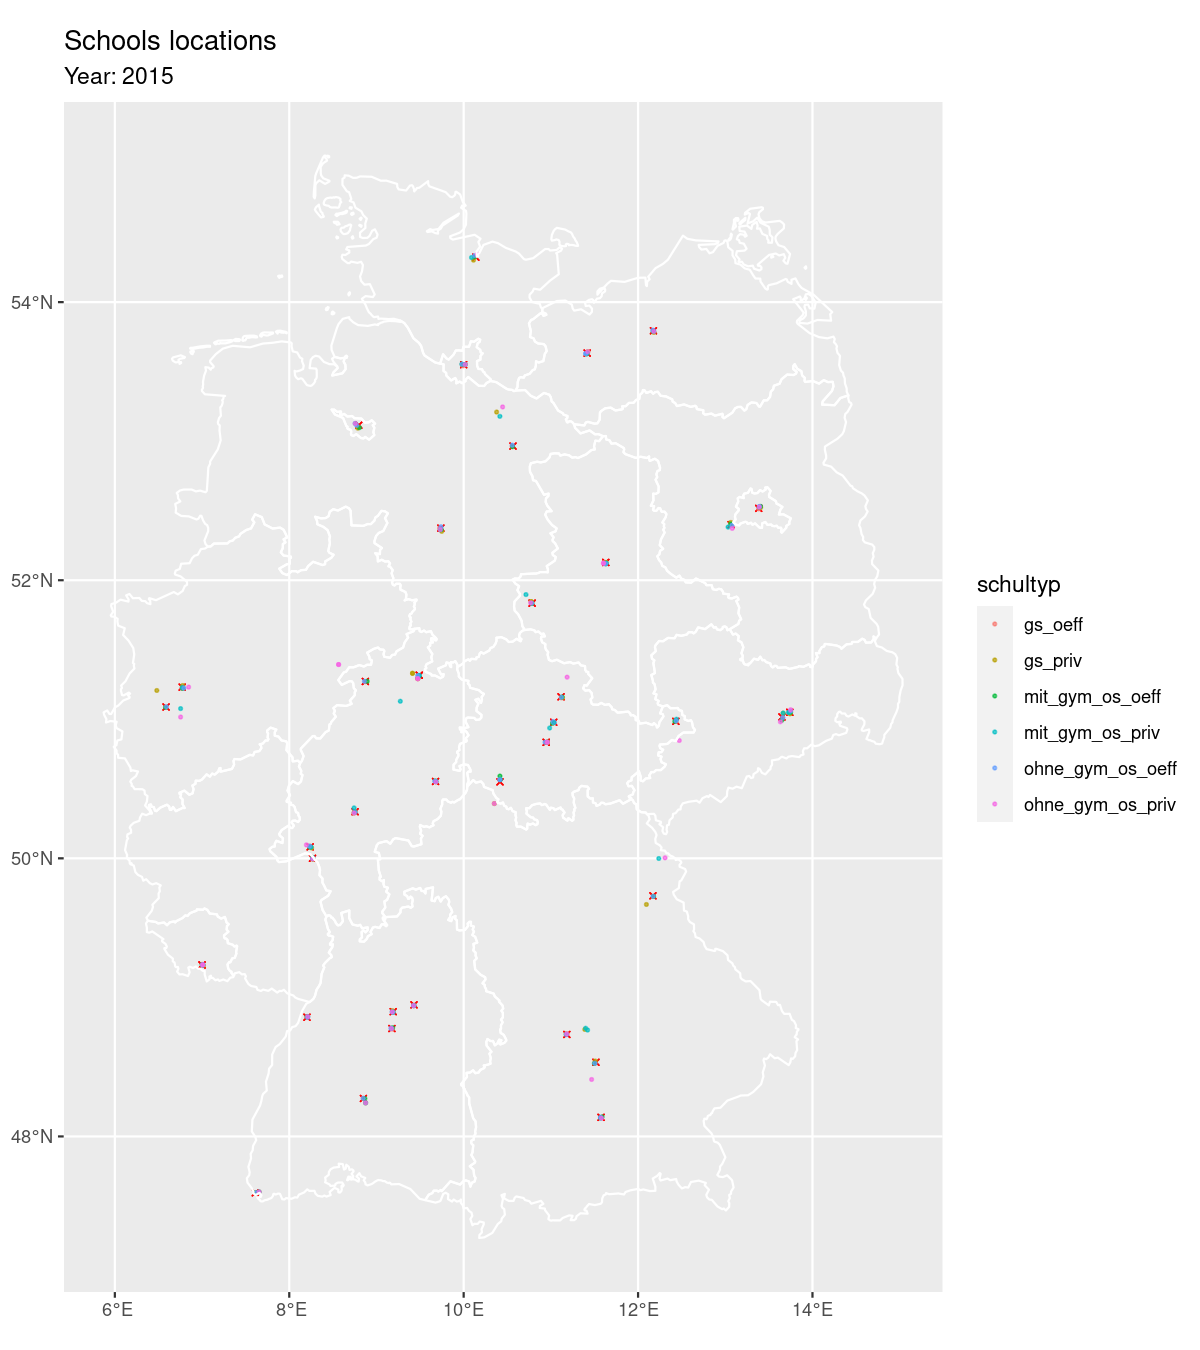 Schools locations
Year: 2015
54°N
52°N
50°N
48°N
6°E
8°E
10°E
12°E
14°E
schultyp
gs_oeff
gs_priv
mit_gym_os_oeff
mit_gym_os_priv
ohne_gym_os_oeff
ohne_gym_os_priv